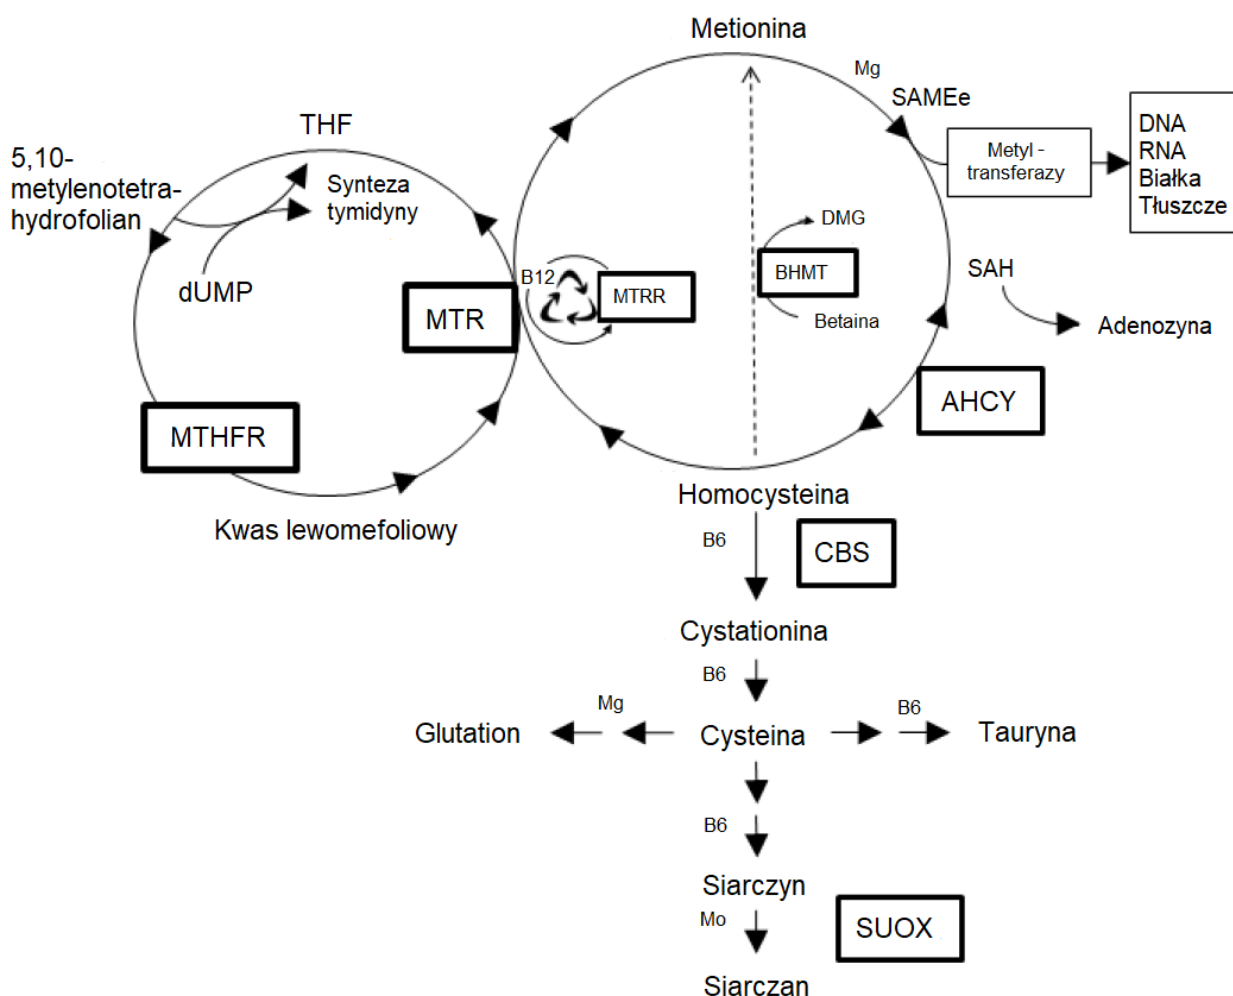 Metionina
Mg
SAMEe
DNA
RNA
Białka
Tłuszcze
Metyl -
transferazy
THF
5,10-
metylenotetra-
hydrofolian
Synteza
tymidyny
dUMP
DMG
BHMT
Betaina
B12
MTRR
MTR
SAH
Adenozyna
AHCY
MTHFR
Kwas lewomefoliowy
Homocysteina
B6
CBS
Cystationina
B6
Glutation
Mg
Cysteina
B6
Tauryna
B6
Siarczyn
Mo
SUOX
Siarczan